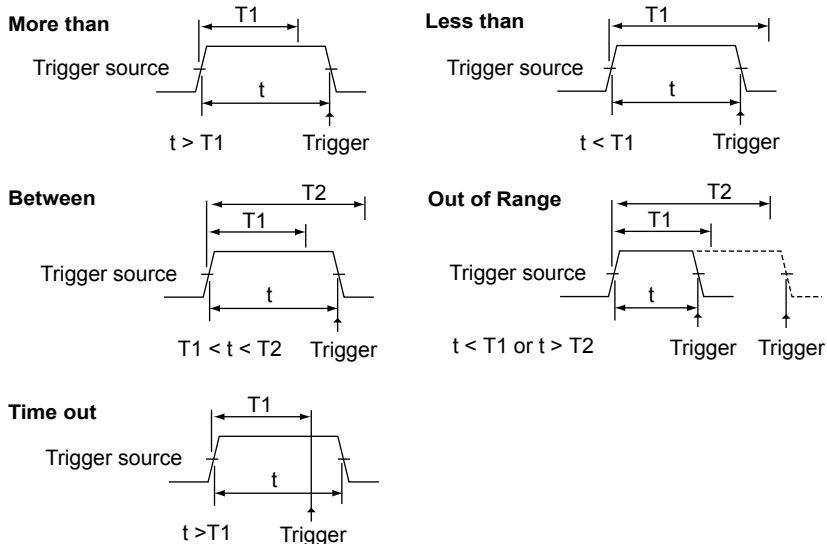 More than
T1
Trigger source
t
t > T1
Trigger
Less than
T1
Trigger source
t
t < T1
Trigger
Between
T2
T1
Trigger source
t
T1 < t < T2
Trigger
Out of Range
T2
T1
Trigger source
t
t < T1 or t > T2
Trigger
Trigger
Time out
T1
Trigger source
t
t >T1
Trigger